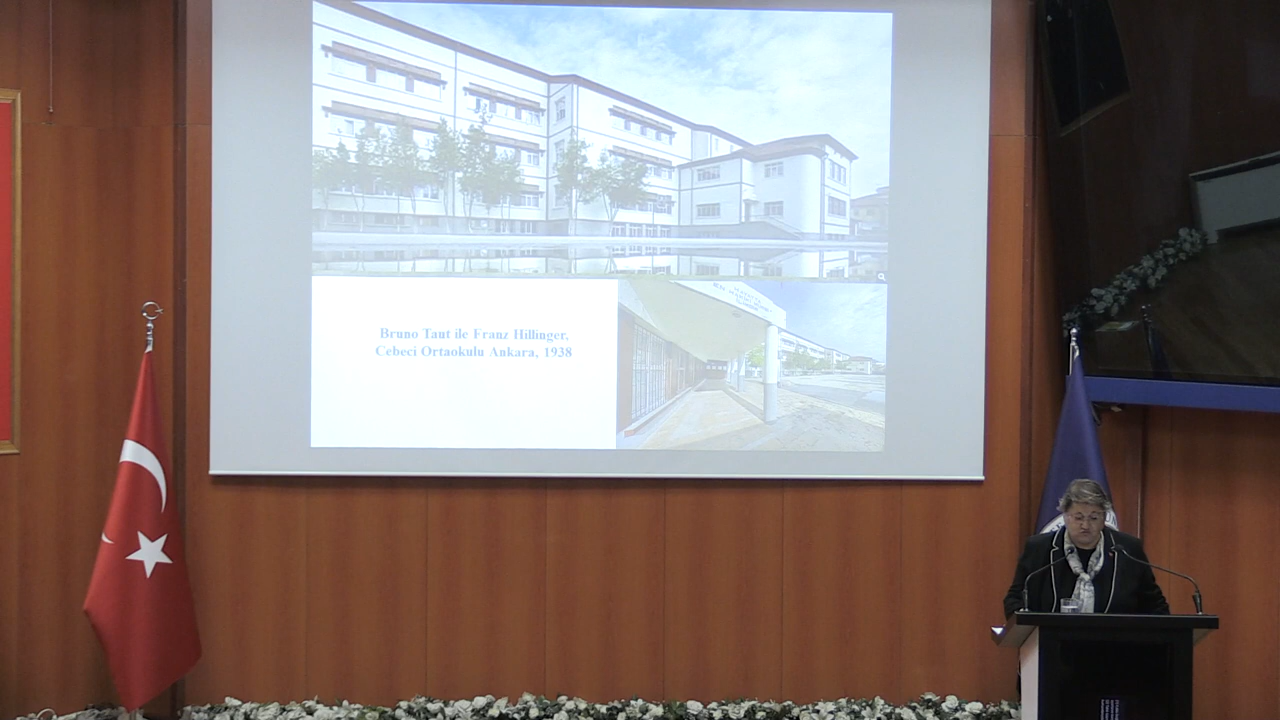 Bruno Taut ile Franz Hillinger,
Cebeci Ortaokulu Ankara, 1938